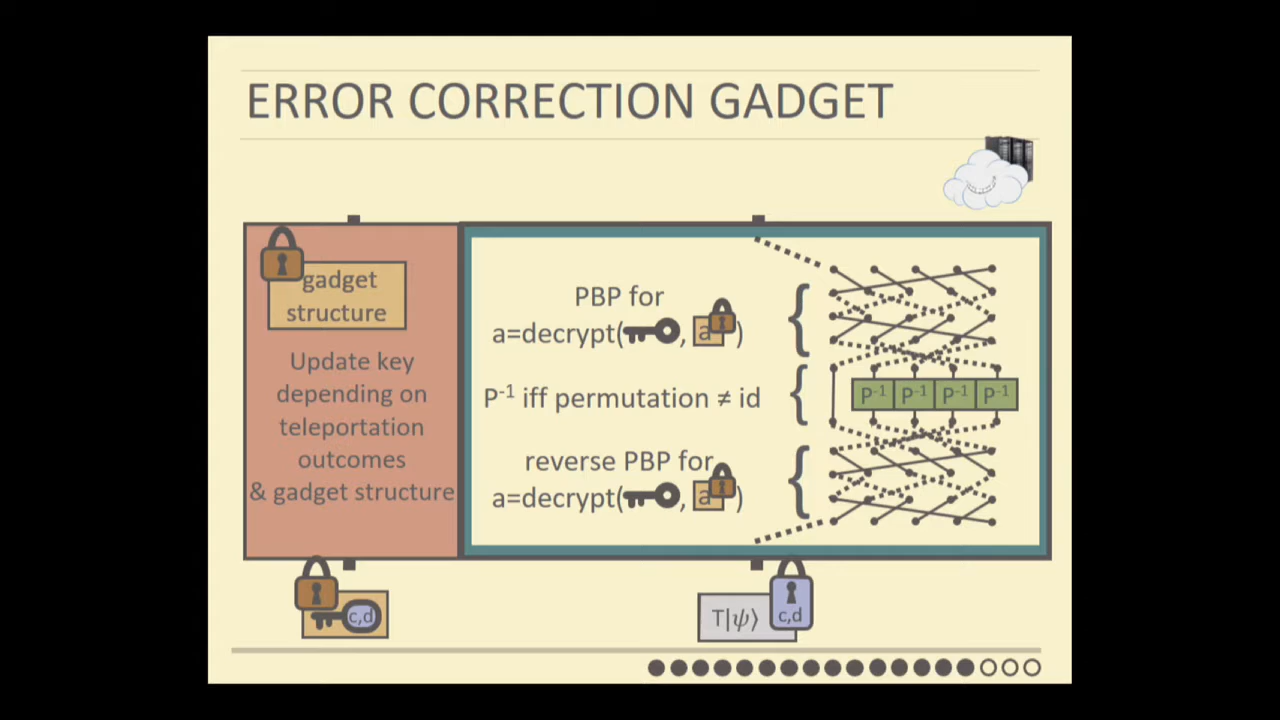 ERROR CORRECTION GADGET
gadget
structure
Update key
depending on
teleportation
outcomes
& gadget structure
PBP for
a=decrypt( , a )
P⁻¹ iff permutation ≠ id
reverse PBP for
a=decrypt( , a )
P⁻¹ P⁻¹ P⁻¹ P⁻¹
c,d
T|ψ⟩ c,d